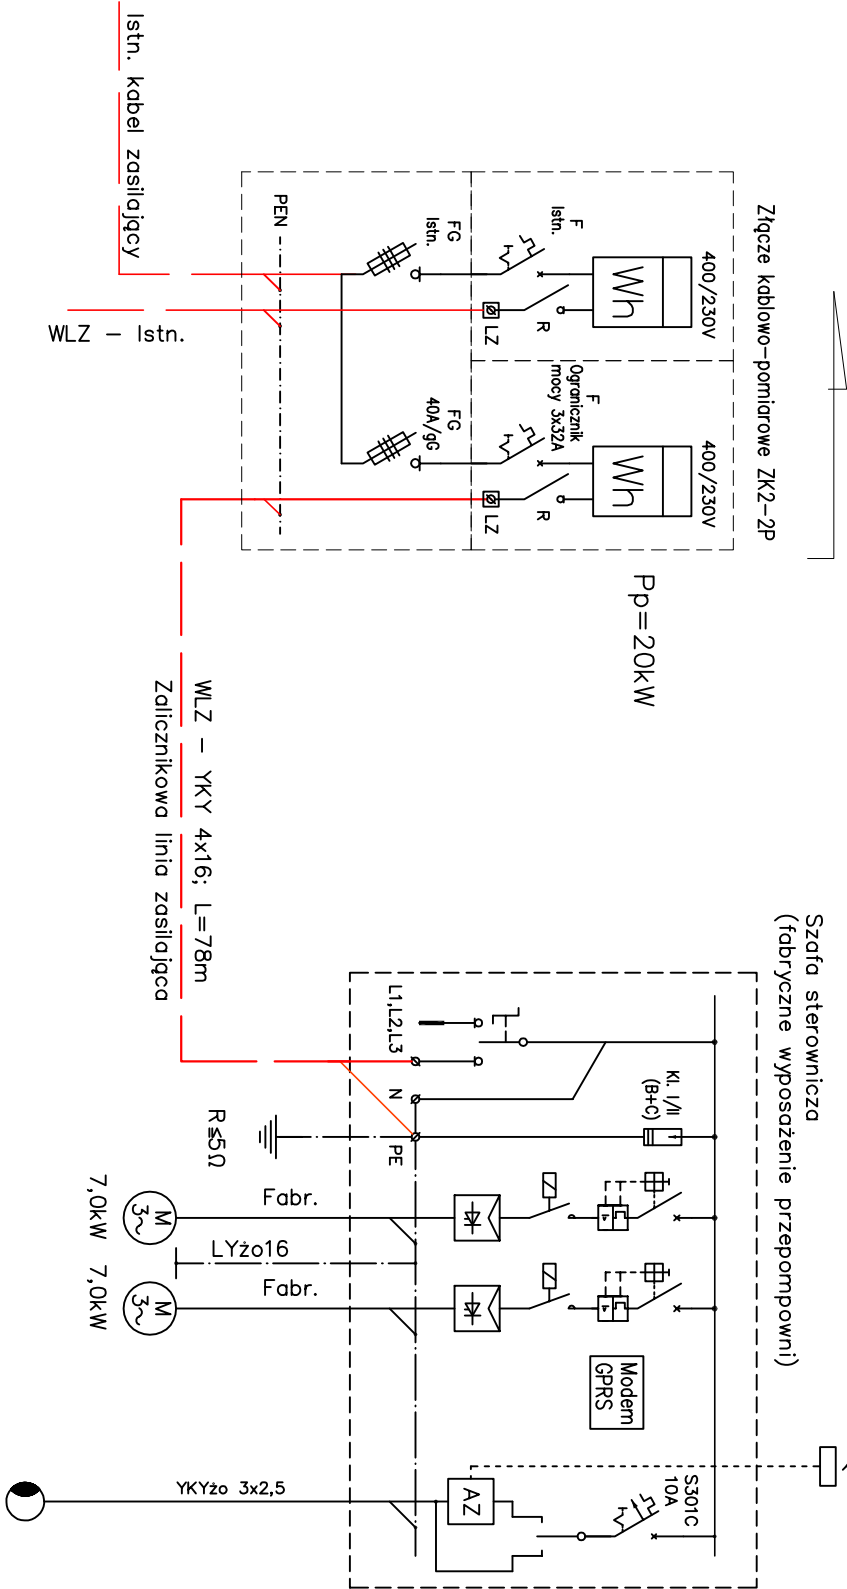 Złącze kablowo-pomiarowe ZK2-2P
400/230V
400/230V
Wh
Wh
F
Istn.
R
LZ
F
Ogranicznik
mocy 3x32A
R
LZ
FG
Istn.
FG
40A/gG
PEN
Istn. kabel zasilający
WLZ – Istn.
Pp=20kW
WLZ – YKY 4x16; L=78m
Zalicznikowa linia zasilająca
Szafa sterownicza
(fabryczne wyposażenie przepompowni)
L1,L2,L3
N
PE
Kl. I/II
(B+C)
R≤5Ω
Fabr.
LYżo16
Fabr.
M
3~
7,0kW
M
3~
7,0kW
Modem
GPRS
S301C
10A
AZ
YKYżo 3x2,5